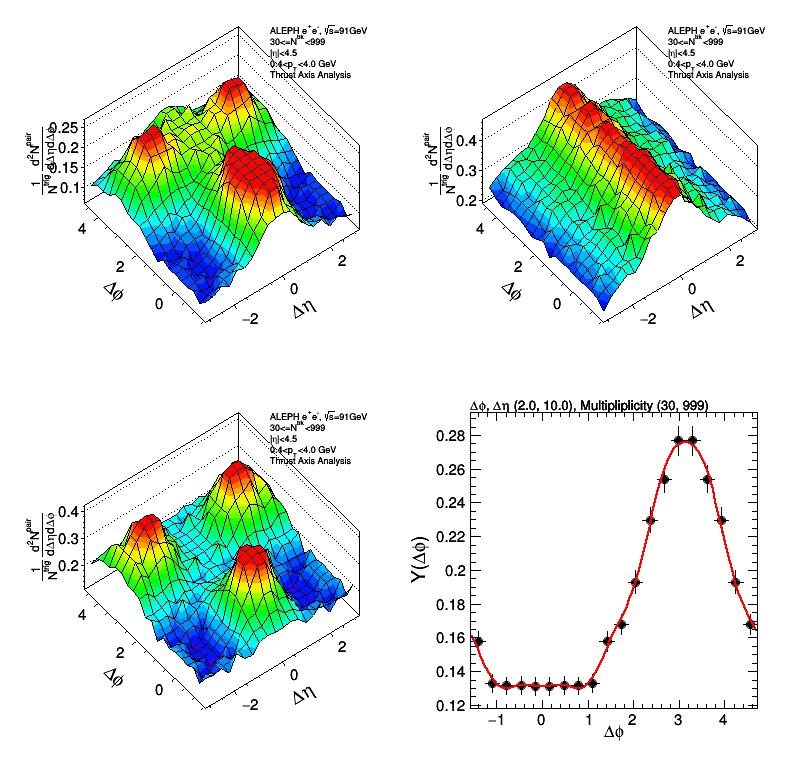 ALEPH e⁺e⁻, √s=91GeV
30<=N^trk<999
|η|<4.5
0.4<p_T<4.0 GeV
Thrust Axis Analysis
1/N^trig d²N^pair/dΔηdΔφ
0.25
0.2
0.15
0.1
4
2
0
Δφ
−2
0
2
Δη
ALEPH e⁺e⁻, √s=91GeV
30<=N^trk<999
|η|<4.5
0.4<p_T<4.0 GeV
Thrust Axis Analysis
1/N^trig d²N^pair/dΔηdΔφ
0.4
0.3
0.2
4
2
0
Δφ
−2
0
2
Δη
ALEPH e⁺e⁻, √s=91GeV
30<=N^trk<999
|η|<4.5
0.4<p_T<4.0 GeV
Thrust Axis Analysis
1/N^trig d²N^pair/dΔηdΔφ
0.4
0.3
0.2
4
2
0
Δφ
−2
0
2
Δη
Δφ, Δη (2.0, 10.0), Multipliplicity (30, 999)
Y(Δφ)
0.28
0.26
0.24
0.22
0.2
0.18
0.16
0.14
0.12
−1 0 1 2 3 4
Δφ